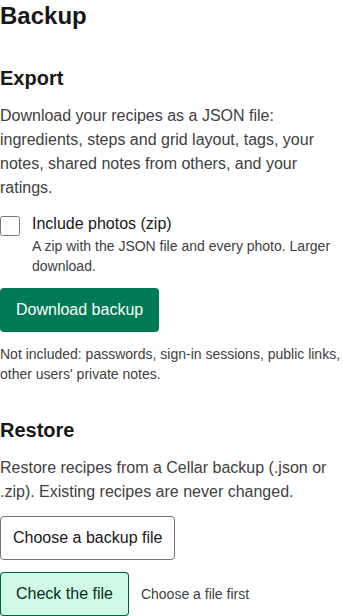 Backup
Export
Download your recipes as a JSON file:
ingredients, steps and grid layout, tags, your
notes, shared notes from others, and your
ratings.
Include photos (zip)
A zip with the JSON file and every photo. Larger
download.
Download backup
Not included: passwords, sign-in sessions, public links,
other users' private notes.
Restore
Restore recipes from a Cellar backup (.json or
.zip). Existing recipes are never changed.
Choose a backup file
Check the file Choose a file first